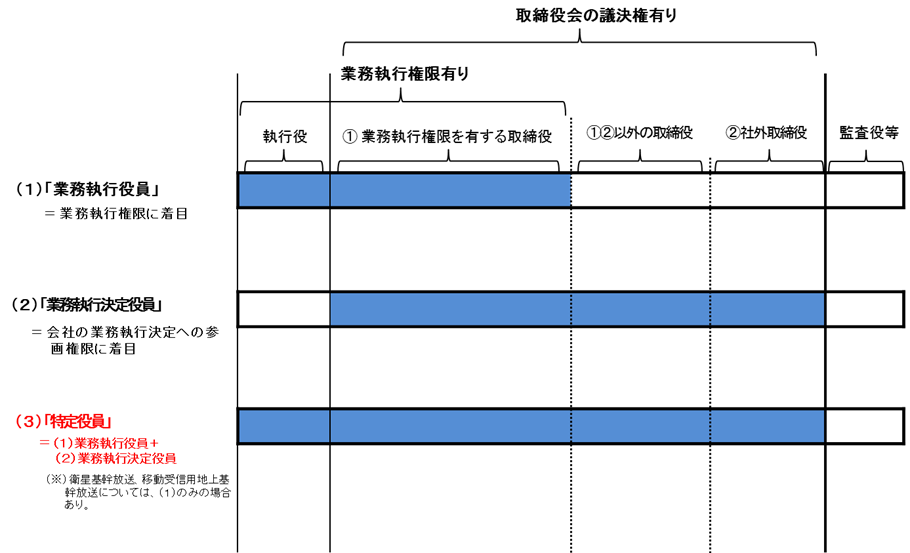 取締役会の議決権有り
業務執行権限有り
執行役
① 業務執行権限を有する取締役
①②以外の取締役
②社外取締役
監査役等
（１）「業務執行役員」
＝ 業務執行権限に着目
（２）「業務執行決定役員」
＝ 会社の業務執行決定への参
画権限に着目
（３）「特定役員」
＝（１）業務執行役員＋
（２）業務執行決定役員
（※）衛星基幹放送、移動受信用地上基
幹放送については、（１）のみの場合
あり。